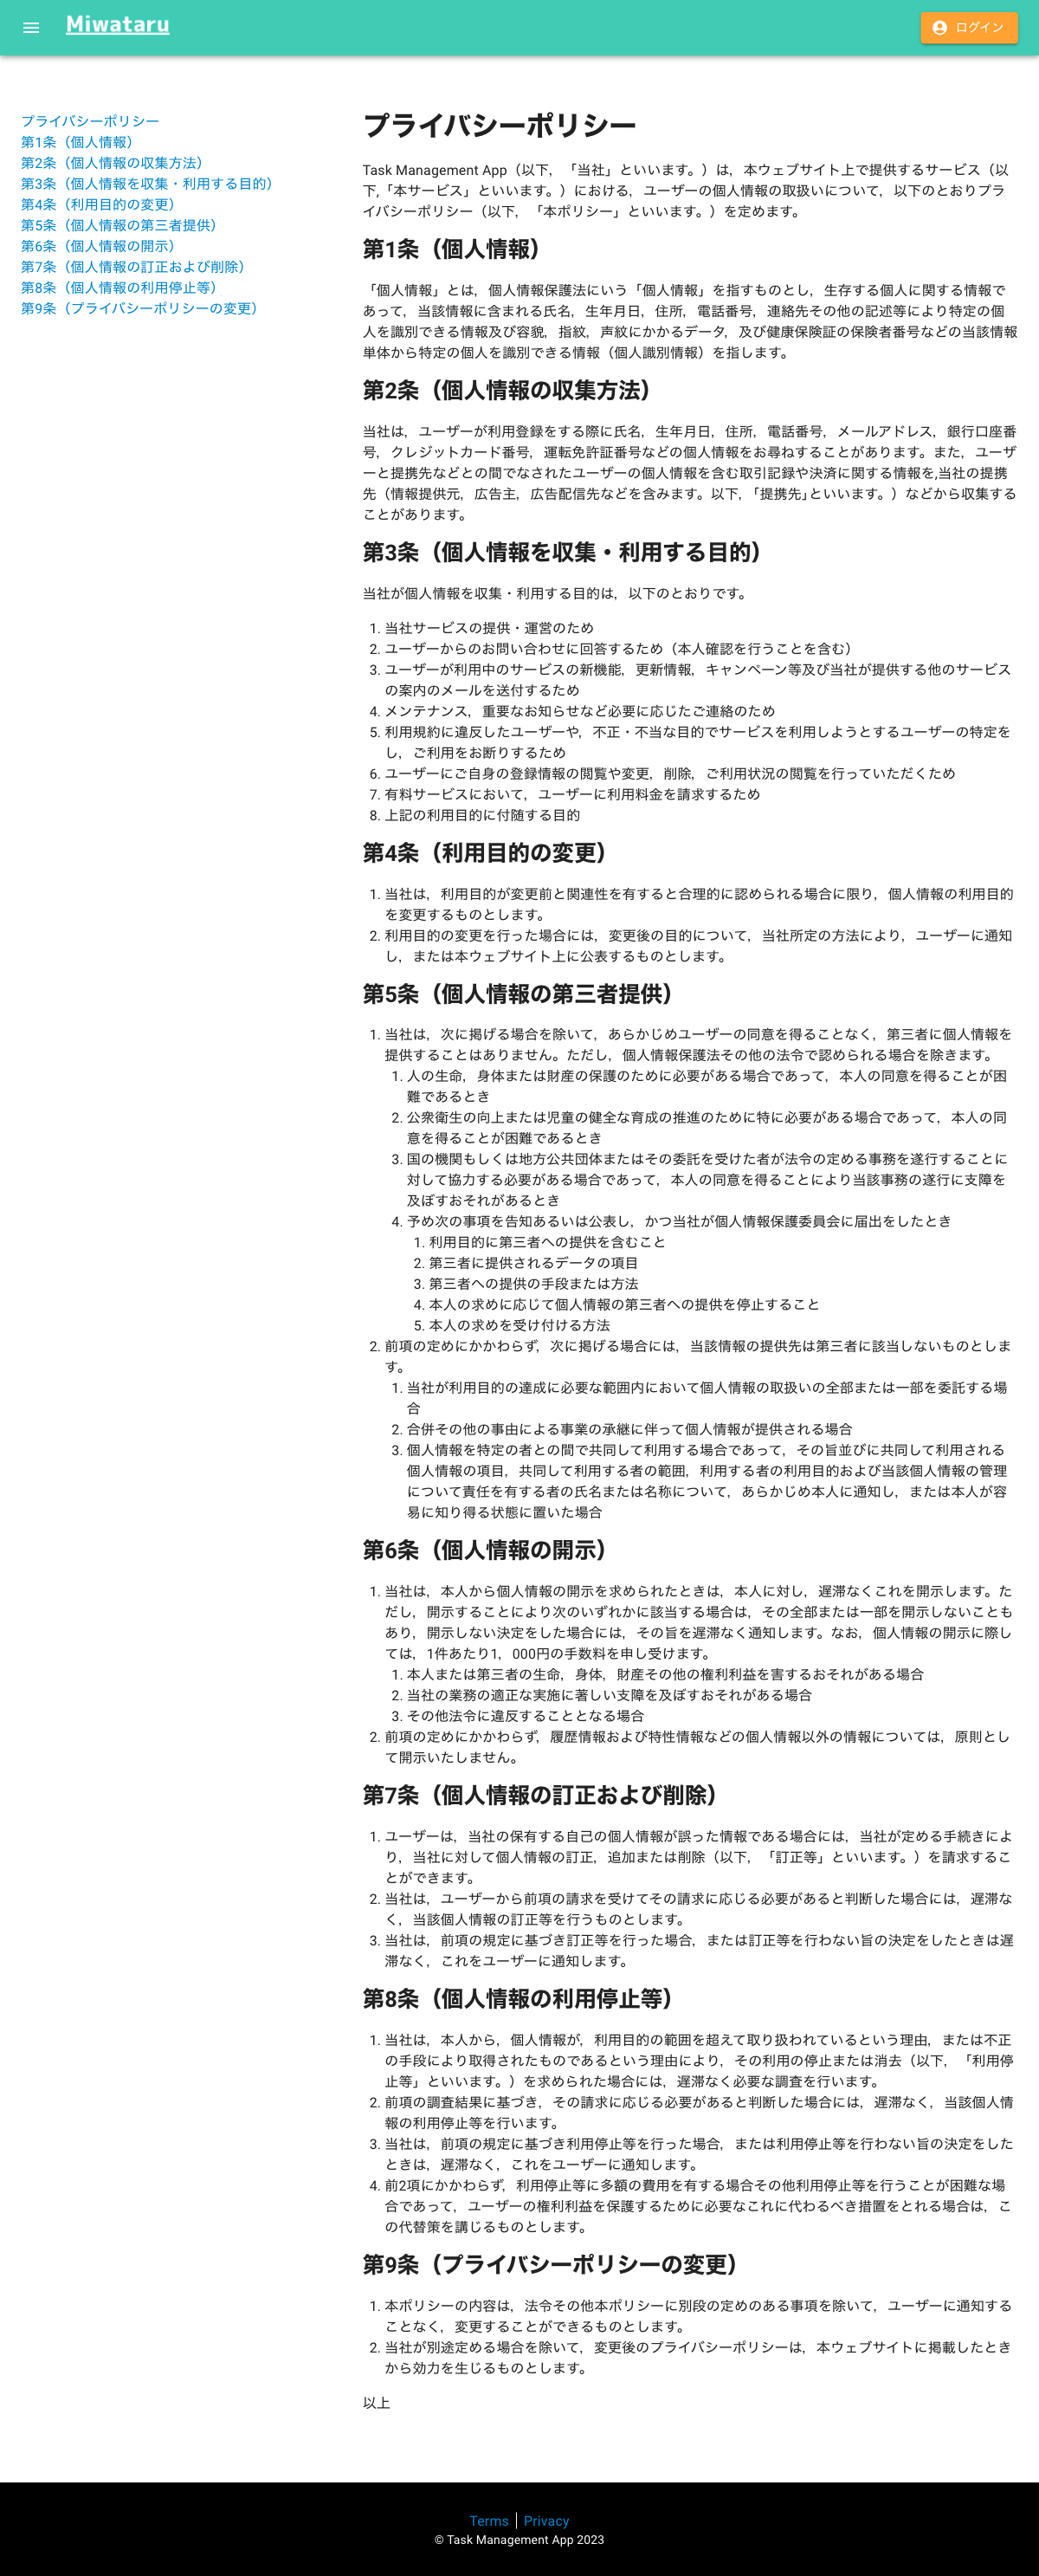 Miwataru
ログイン
プライバシーポリシー
第1条（個人情報）
第2条（個人情報の収集方法）
第3条（個人情報を収集・利用する目的）
第4条（利用目的の変更）
第5条（個人情報の第三者提供）
第6条（個人情報の開示）
第7条（個人情報の訂正および削除）
第8条（個人情報の利用停止等）
第9条（プライバシーポリシーの変更）
プライバシーポリシー
Task Management App（以下，「当社」といいます。）は，本ウェブサイト上で提供するサービス（以
下,「本サービス」といいます。）における，ユーザーの個人情報の取扱いについて，以下のとおりプラ
イバシーポリシー（以下，「本ポリシー」といいます。）を定めます。
第1条（個人情報）
「個人情報」とは，個人情報保護法にいう「個人情報」を指すものとし，生存する個人に関する情報で
あって，当該情報に含まれる氏名，生年月日，住所，電話番号，連絡先その他の記述等により特定の個
人を識別できる情報及び容貌，指紋，声紋にかかるデータ，及び健康保険証の保険者番号などの当該情報
単体から特定の個人を識別できる情報（個人識別情報）を指します。
第2条（個人情報の収集方法）
当社は，ユーザーが利用登録をする際に氏名，生年月日，住所，電話番号，メールアドレス，銀行口座番
号，クレジットカード番号，運転免許証番号などの個人情報をお尋ねすることがあります。また，ユーザ
ーと提携先などとの間でなされたユーザーの個人情報を含む取引記録や決済に関する情報を,当社の提携
先（情報提供元，広告主，広告配信先などを含みます。以下,｢提携先｣といいます。）などから収集する
ことがあります。
第3条（個人情報を収集・利用する目的）
当社が個人情報を収集・利用する目的は，以下のとおりです。
1. 当社サービスの提供・運営のため
2. ユーザーからのお問い合わせに回答するため（本人確認を行うことを含む）
3. ユーザーが利用中のサービスの新機能，更新情報，キャンペーン等及び当社が提供する他のサービス
の案内のメールを送付するため
4. メンテナンス，重要なお知らせなど必要に応じたご連絡のため
5. 利用規約に違反したユーザーや，不正・不当な目的でサービスを利用しようとするユーザーの特定を
し，ご利用をお断りするため
6. ユーザーにご自身の登録情報の閲覧や変更，削除，ご利用状況の閲覧を行っていただくため
7. 有料サービスにおいて，ユーザーに利用料金を請求するため
8. 上記の利用目的に付随する目的
第4条（利用目的の変更）
1. 当社は，利用目的が変更前と関連性を有すると合理的に認められる場合に限り，個人情報の利用目的
を変更するものとします。
2. 利用目的の変更を行った場合には，変更後の目的について，当社所定の方法により，ユーザーに通知
し，または本ウェブサイト上に公表するものとします。
第5条（個人情報の第三者提供）
1. 当社は，次に掲げる場合を除いて，あらかじめユーザーの同意を得ることなく，第三者に個人情報を
提供することはありません。ただし，個人情報保護法その他の法令で認められる場合を除きます。
1. 人の生命，身体または財産の保護のために必要がある場合であって，本人の同意を得ることが困
難であるとき
2. 公衆衛生の向上または児童の健全な育成の推進のために特に必要がある場合であって，本人の同
意を得ることが困難であるとき
3. 国の機関もしくは地方公共団体またはその委託を受けた者が法令の定める事務を遂行することに
対して協力する必要がある場合であって，本人の同意を得ることにより当該事務の遂行に支障を
及ぼすおそれがあるとき
4. 予め次の事項を告知あるいは公表し，かつ当社が個人情報保護委員会に届出をしたとき
1. 利用目的に第三者への提供を含むこと
2. 第三者に提供されるデータの項目
3. 第三者への提供の手段または方法
4. 本人の求めに応じて個人情報の第三者への提供を停止すること
5. 本人の求めを受け付ける方法
2. 前項の定めにかかわらず，次に掲げる場合には，当該情報の提供先は第三者に該当しないものとしま
す。
1. 当社が利用目的の達成に必要な範囲内において個人情報の取扱いの全部または一部を委託する場
合
2. 合併その他の事由による事業の承継に伴って個人情報が提供される場合
3. 個人情報を特定の者との間で共同して利用する場合であって，その旨並びに共同して利用される
個人情報の項目，共同して利用する者の範囲，利用する者の利用目的および当該個人情報の管理
について責任を有する者の氏名または名称について，あらかじめ本人に通知し，または本人が容
易に知り得る状態に置いた場合
第6条（個人情報の開示）
1. 当社は，本人から個人情報の開示を求められたときは，本人に対し，遅滞なくこれを開示します。た
だし，開示することにより次のいずれかに該当する場合は，その全部または一部を開示しないことも
あり，開示しない決定をした場合には，その旨を遅滞なく通知します。なお，個人情報の開示に際し
ては，1件あたり1，000円の手数料を申し受けます。
1. 本人または第三者の生命，身体，財産その他の権利利益を害するおそれがある場合
2. 当社の業務の適正な実施に著しい支障を及ぼすおそれがある場合
3. その他法令に違反することとなる場合
2. 前項の定めにかかわらず，履歴情報および特性情報などの個人情報以外の情報については，原則とし
て開示いたしません。
第7条（個人情報の訂正および削除）
1. ユーザーは，当社の保有する自己の個人情報が誤った情報である場合には，当社が定める手続きによ
り，当社に対して個人情報の訂正，追加または削除（以下，「訂正等」といいます。）を請求するこ
とができます。
2. 当社は，ユーザーから前項の請求を受けてその請求に応じる必要があると判断した場合には，遅滞な
く，当該個人情報の訂正等を行うものとします。
3. 当社は，前項の規定に基づき訂正等を行った場合，または訂正等を行わない旨の決定をしたときは遅
滞なく，これをユーザーに通知します。
第8条（個人情報の利用停止等）
1. 当社は，本人から，個人情報が，利用目的の範囲を超えて取り扱われているという理由，または不正
の手段により取得されたものであるという理由により，その利用の停止または消去（以下，「利用停
止等」といいます。）を求められた場合には，遅滞なく必要な調査を行います。
2. 前項の調査結果に基づき，その請求に応じる必要があると判断した場合には，遅滞なく，当該個人情
報の利用停止等を行います。
3. 当社は，前項の規定に基づき利用停止等を行った場合，または利用停止等を行わない旨の決定をした
ときは，遅滞なく，これをユーザーに通知します。
4. 前2項にかかわらず，利用停止等に多額の費用を有する場合その他利用停止等を行うことが困難な場
合であって，ユーザーの権利利益を保護するために必要なこれに代わるべき措置をとれる場合は，こ
の代替策を講じるものとします。
第9条（プライバシーポリシーの変更）
1. 本ポリシーの内容は，法令その他本ポリシーに別段の定めのある事項を除いて，ユーザーに通知する
ことなく，変更することができるものとします。
2. 当社が別途定める場合を除いて，変更後のプライバシーポリシーは，本ウェブサイトに掲載したとき
から効力を生じるものとします。
以上
Terms | Privacy
© Task Management App 2023